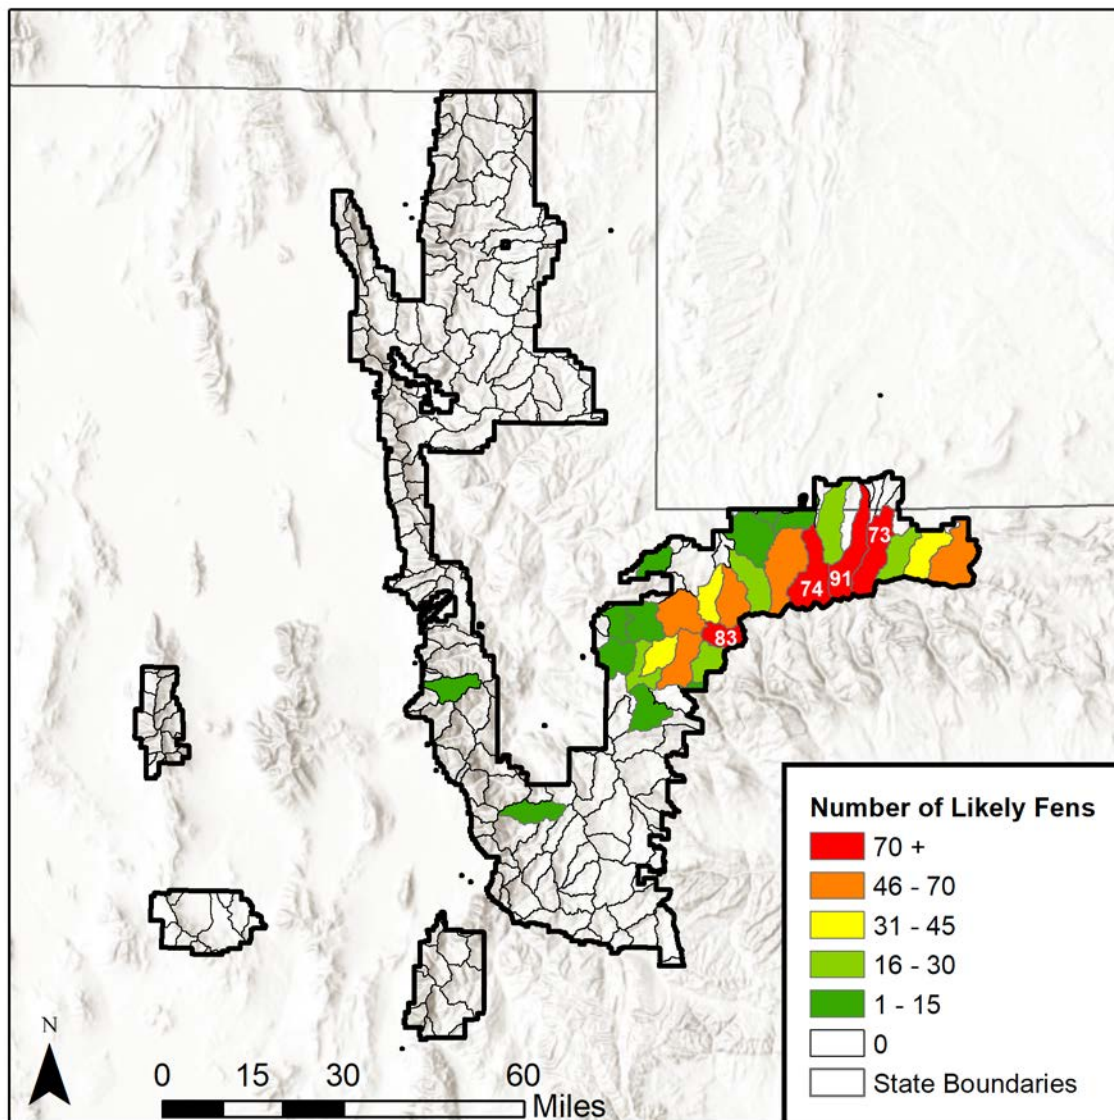 73
91
74
83
Number of Likely Fens
70 +
46 - 70
31 - 45
16 - 30
1 - 15
0
State Boundaries
N
0 15 30 60
Miles